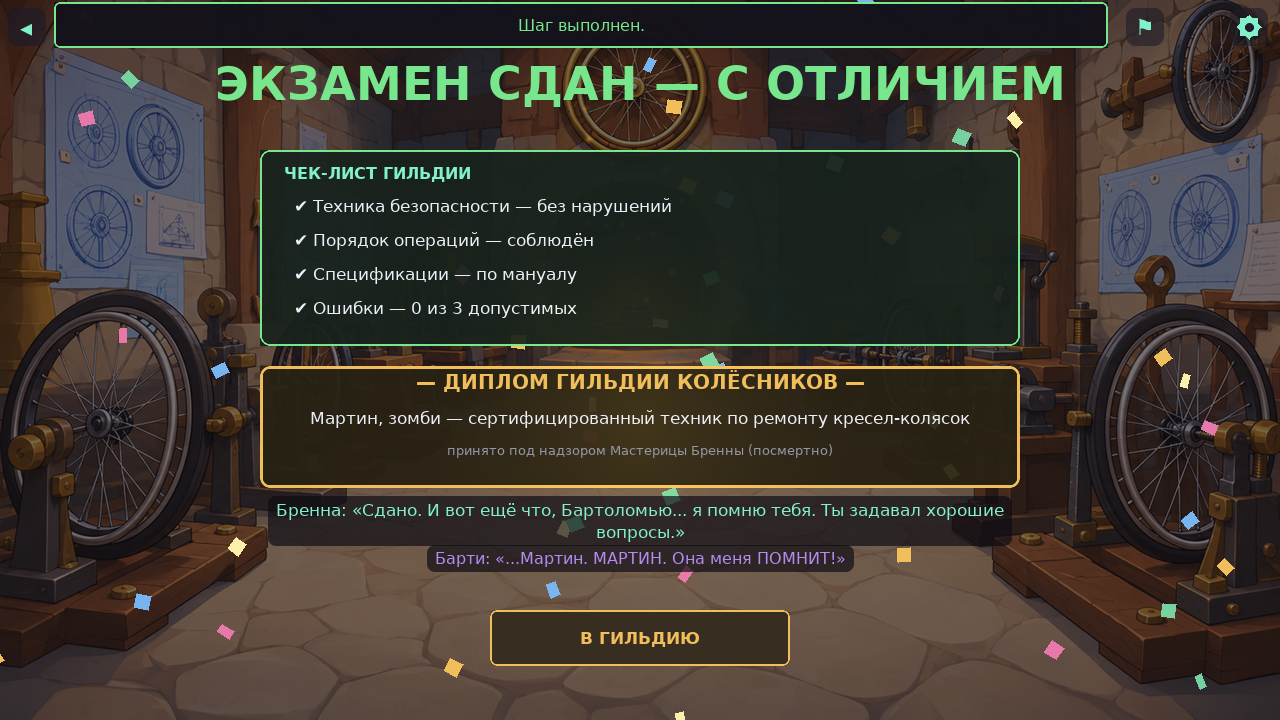 Шаг выполнен.
ЭКЗАМЕН СДАН — С ОТЛИЧИЕМ
ЧЕК-ЛИСТ ГИЛЬДИИ
✔ Техника безопасности — без нарушений
✔ Порядок операций — соблюдён
✔ Спецификации — по мануалу
✔ Ошибки — 0 из 3 допустимых
— ДИПЛОМ ГИЛЬДИИ КОЛЁСНИКОВ —
Мартин, зомби — сертифицированный техник по ремонту кресел-колясок
принято под надзором Мастерицы Бренны (посмертно)
Бренна: «Сдано. И вот ещё что, Бартоломью... я помню тебя. Ты задавал хорошие
вопросы.»
Барти: «...Мартин. МАРТИН. Она меня ПОМНИТ!»
В ГИЛЬДИЮ